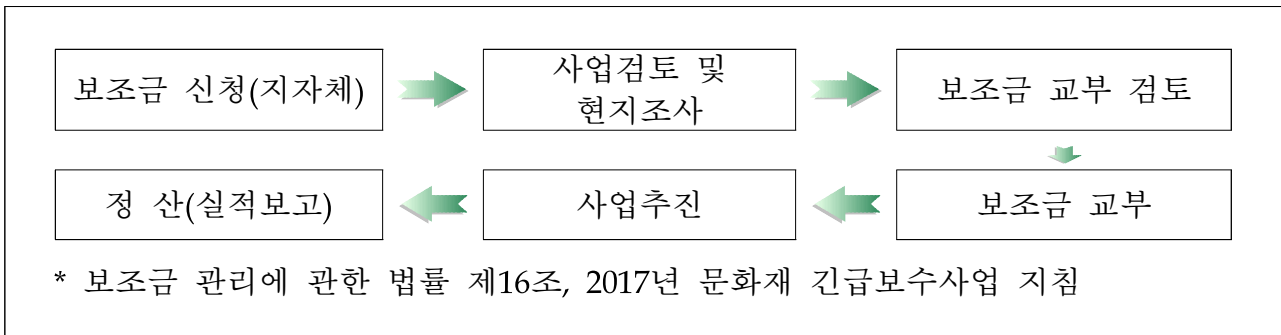 보조금 신청(지자체)
사업검토 및
현지조사
보조금 교부 검토
보조금 교부
사업추진
정 산(실적보고)
* 보조금 관리에 관한 법률 제16조, 2017년 문화재 긴급보수사업 지침